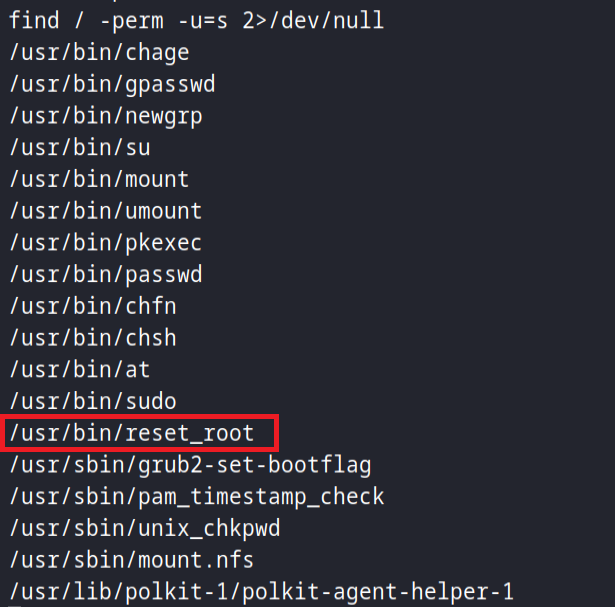 find / -perm -u=s 2>/dev/null
/usr/bin/chage
/usr/bin/gpasswd
/usr/bin/newgrp
/usr/bin/su
/usr/bin/mount
/usr/bin/umount
/usr/bin/pkexec
/usr/bin/passwd
/usr/bin/chfn
/usr/bin/chsh
/usr/bin/at
/usr/bin/sudo
/usr/bin/reset_root
/usr/sbin/grub2-set-bootflag
/usr/sbin/pam_timestamp_check
/usr/sbin/unix_chkpwd
/usr/sbin/mount.nfs
/usr/lib/polkit-1/polkit-agent-helper-1